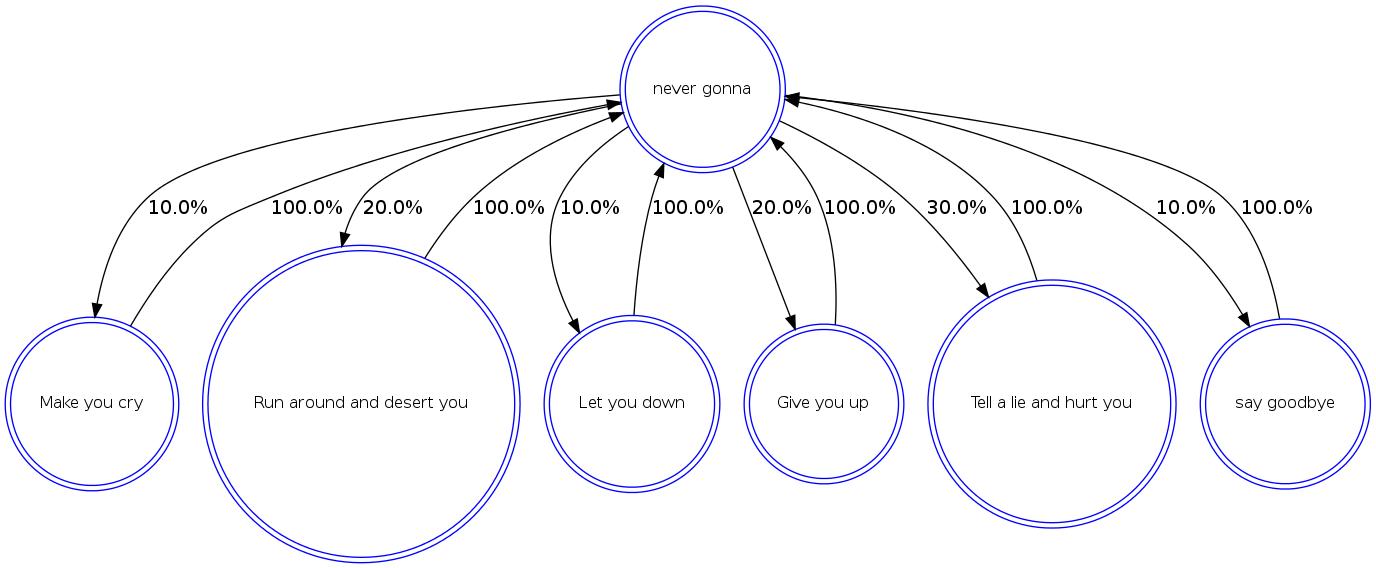 never gonna
10.0%
100.0%
20.0%
100.0%
10.0%
100.0%
20.0%
100.0%
30.0%
100.0%
10.0%
100.0%
Make you cry
Run around and desert you
Let you down
Give you up
Tell a lie and hurt you
say goodbye